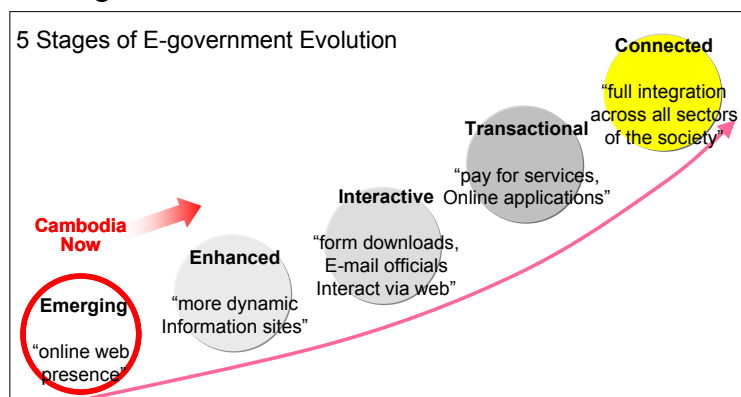 5 Stages of E-government Evolution
Connected
“full integration
across all sectors
of the society”
Transactional
“pay for services,
Online applications”
Interactive
“form downloads,
E-mail officials
Interact via web”
Cambodia
Now
Enhanced
“more dynamic
Information sites”
Emerging
“online web
presence”